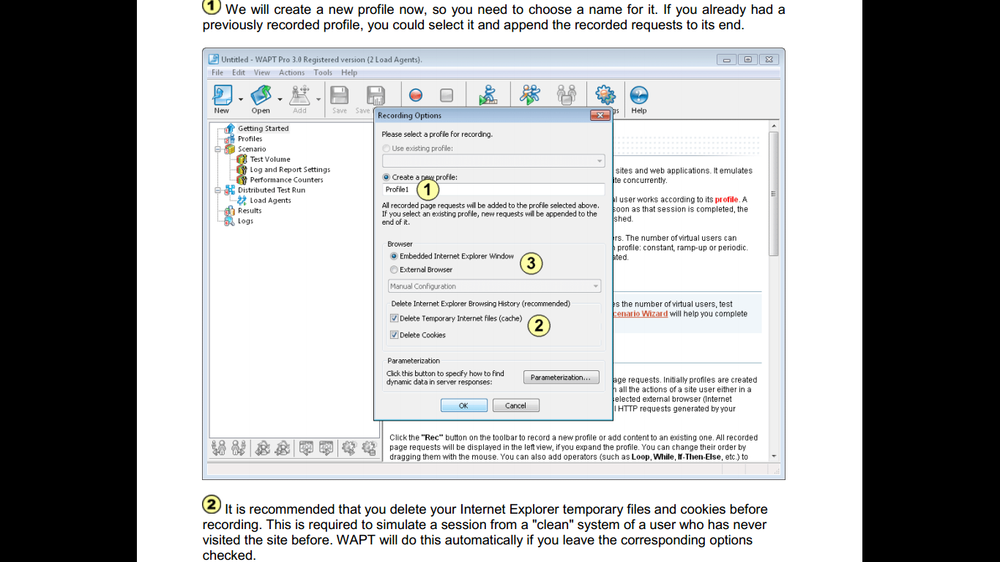 1 We will create a new profile now, so you need to choose a name for it. If you already had a
previously recorded profile, you could select it and append the recorded requests to its end.
Untitled - WAPT Pro 3.0 Registered version (2 Load Agents).
File Edit View Actions Tools Help
New Open Add Save Save Help
Getting Started
Profiles
Scenario
Test Volume
Log and Report Settings
Performance Counters
Distributed Test Run
Load Agents
Results
Logs
Recording Options
Please select a profile for recording.
Use existing profile:
Create a new profile:
Profile1 1
All recorded page requests will be added to the profile selected above.
If you select an existing profile, new requests will be appended to the
end of it.
Browser
Embedded Internet Explorer Window 3
External Browser
Manual Configuration
Delete Internet Explorer Browsing History (recommended)
Delete Temporary Internet files (cache) 2
Delete Cookies
Parameterization
Click this button to specify how to find
dynamic data in server responses:
Parameterization...
OK Cancel
sites and web applications. It emulates
ite concurrently.
al user works according to its profile. A
soon as that session is completed, the
shed.
ers. The number of virtual users can
profile: constant, ramp-up or periodic.
ated.
es the number of virtual users, test
cenario Wizard will help you complete
age requests. Initially profiles are created
all the actions of a site user either in a
selected external browser (Internet
HTTP requests generated by your
Click the "Rec" button on the toolbar to record a new profile or add content to an existing one. All recorded
page requests will be displayed in the left view, if you expand the profile. You can change their order by
dragging them with the mouse. You can also add operators (such as Loop, While, If-Then-Else, etc.) to
2 It is recommended that you delete your Internet Explorer temporary files and cookies before
recording. This is required to simulate a session from a "clean" system of a user who has never
visited the site before. WAPT will do this automatically if you leave the corresponding options
checked.